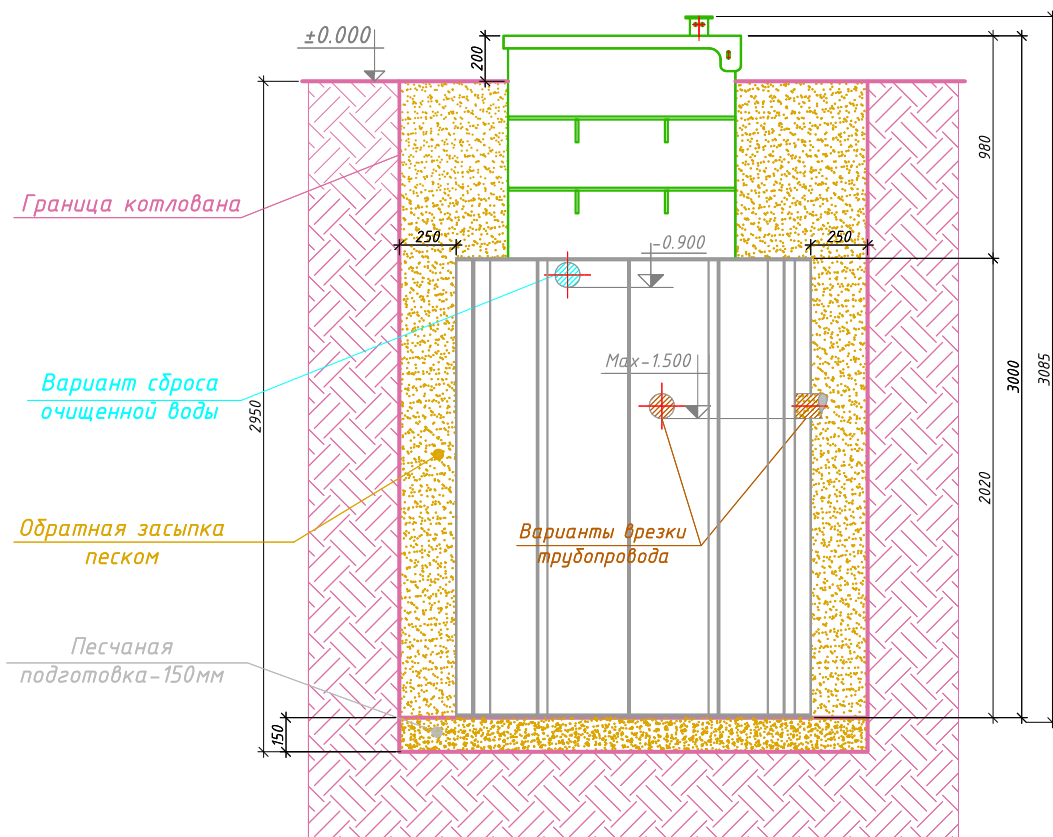 ±0.000
200
980
Граница котлована
250
-0.900
250
Max-1.500
3000
3085
Вариант сброса
очищенной воды
2950
2020
Обратная засыпка
песком
Варианты врезки
трубопровода
Песчаная
подготовка-150мм
150